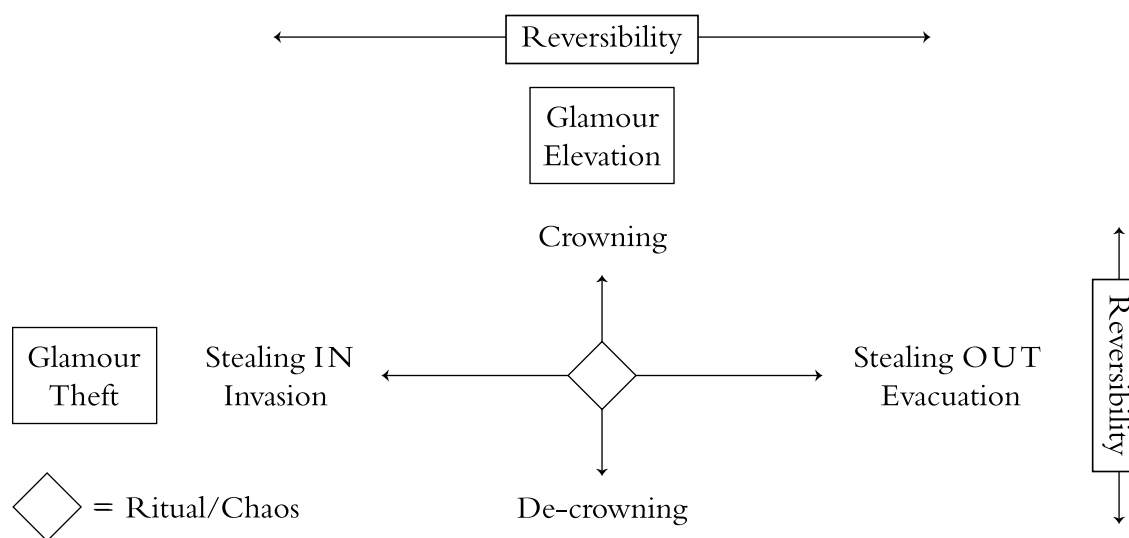 Reversibility
Glamour
Elevation
Crowning
Glamour
Theft
Stealing IN
Invasion
Stealing OUT
Evacuation
Reversibility
= Ritual/Chaos
De-crowning